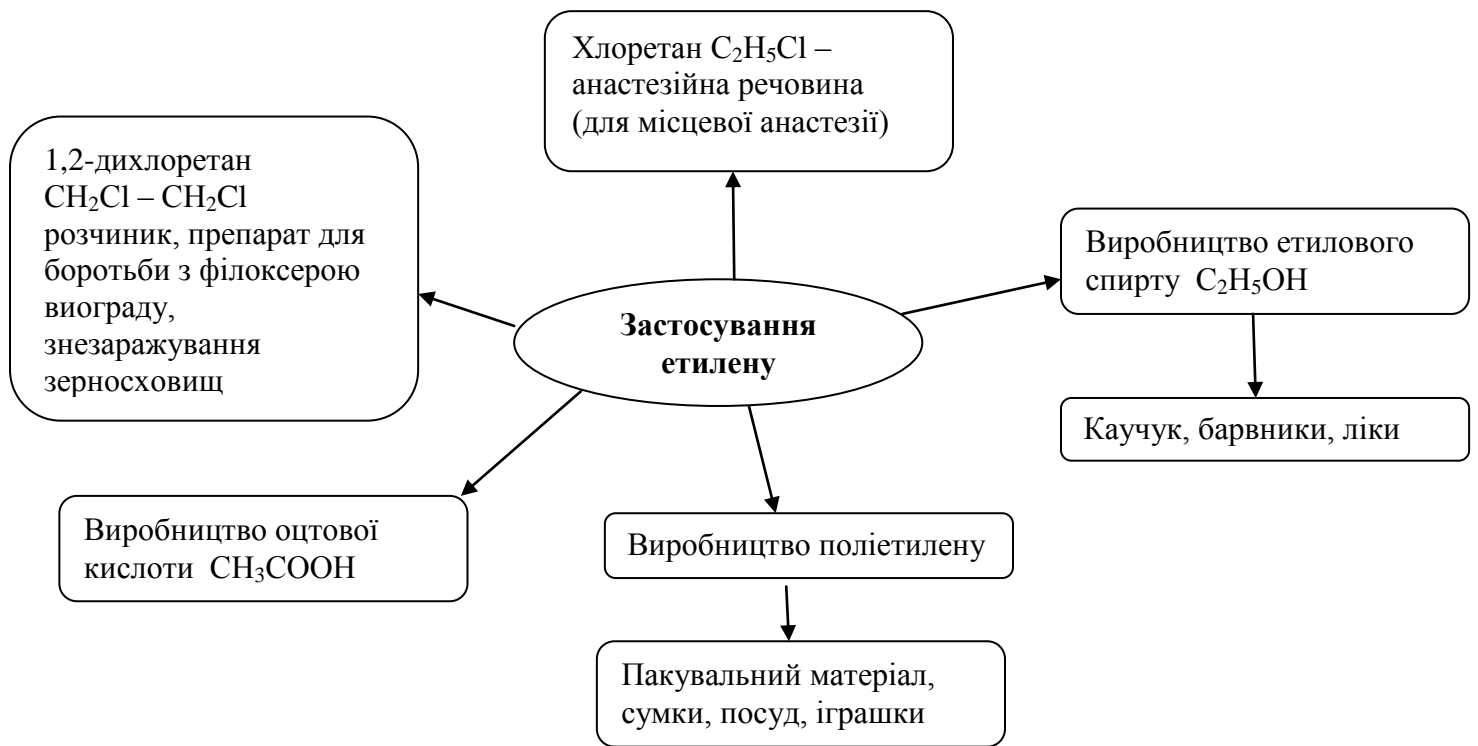 Хлоретан C₂H₅Cl –
анастезійна речовина
(для місцевої анастезії)
1,2-дихлоретан
CH₂Cl – CH₂Cl
розчиник, препарат для
боротьби з філоксерою
виограду,
знезаражування
зерносховищ
Виробництво етилового
спирту C₂H₅OH
Застосування
етилену
Каучук, барвники, ліки
Виробництво оцтової
кислоти CH₃COOH
Виробництво поліетилену
Пакувальний матеріал,
сумки, посуд, іграшки